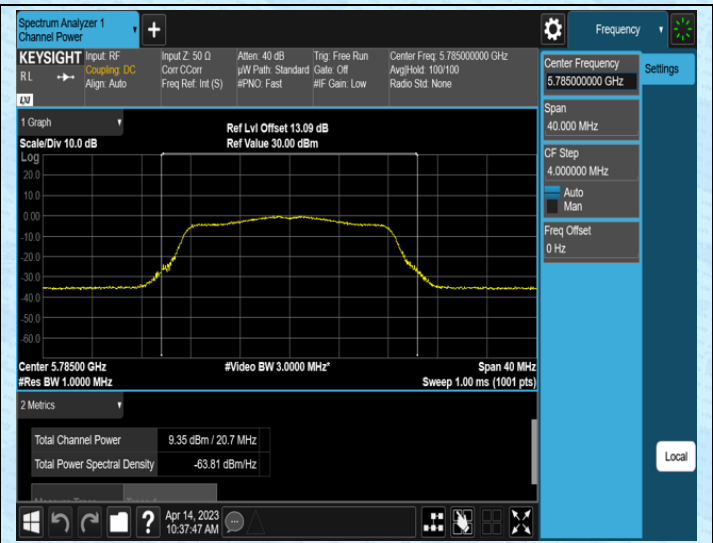 Spectrum Analyzer 1
Channel Power
+
Frequency
KEYSIGHT
RL
LXI
Input: RF
Coupling: DC
Align: Auto
Input Z: 50 Ω
Corr CCorr
Freq Ref: Int (S)
Atten: 40 dB
µW Path: Standard
#PNO: Fast
Trig: Free Run
Gate: Off
#IF Gain: Low
Center Freq: 5.785000000 GHz
Avg|Hold: 100/100
Radio Std: None
Center Frequency
5.785000000 GHz
Settings
Span
40.000 MHz
CF Step
4.000000 MHz
Auto
Man
Freq Offset
0 Hz
Local
1 Graph
Scale/Div 10.0 dB
Ref Lvl Offset 13.09 dB
Ref Value 30.00 dBm
Log
20.0
10.0
0.00
-10.0
-20.0
-30.0
-40.0
-50.0
-60.0
Center 5.78500 GHz
#Video BW 3.0000 MHz*
Span 40 MHz
#Res BW 1.0000 MHz
Sweep 1.00 ms (1001 pts)
2 Metrics
Total Channel Power 9.35 dBm / 20.7 MHz
Total Power Spectral Density -63.81 dBm/Hz
?
Apr 14, 2023
10:37:47 AM